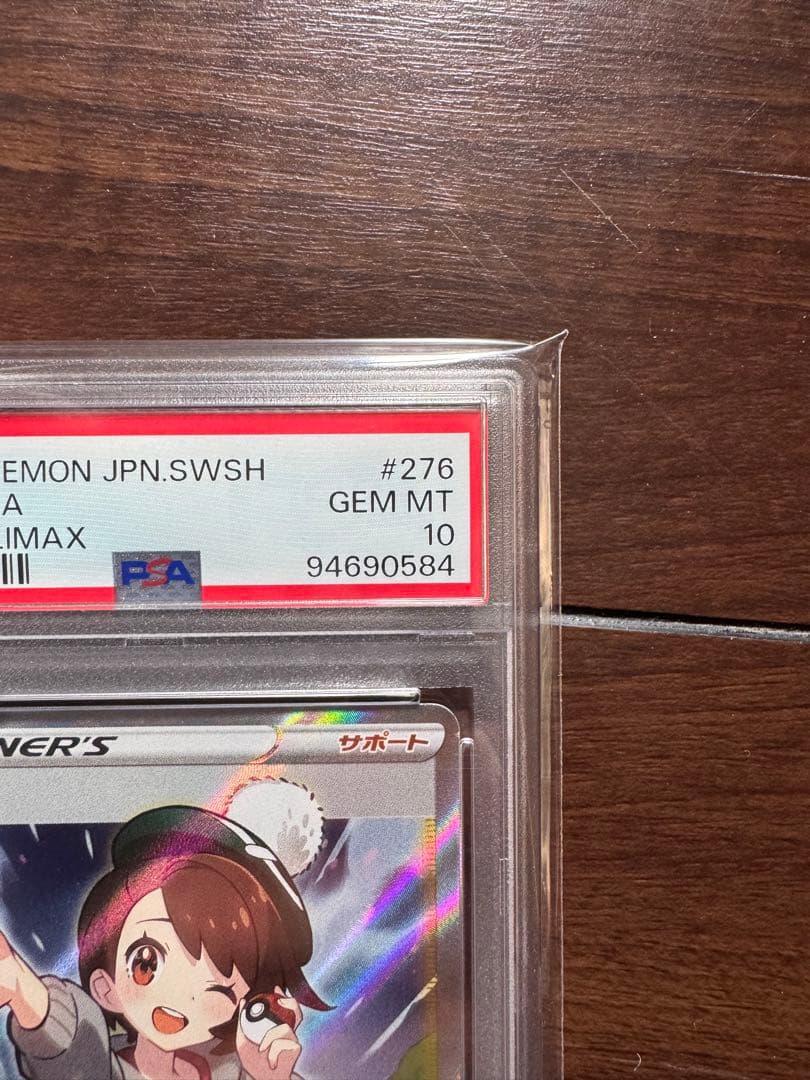 EMON JPN.SWSH #276
A GEM MT
LIMAX 10
PSA 94690584
NER'S サポート